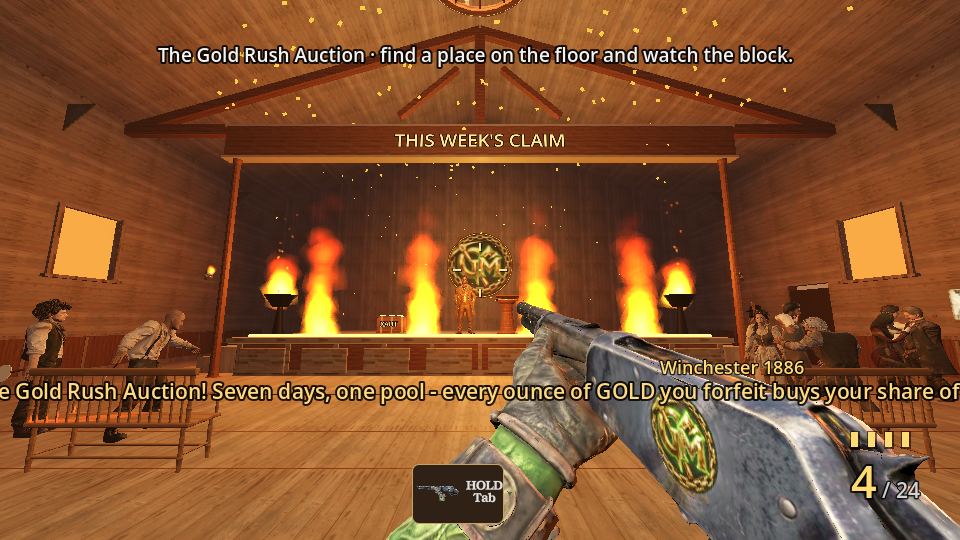 The Gold Rush Auction · find a place on the floor and watch the block.
THIS WEEK'S CLAIM
GM
Winchester 1886
e Gold Rush Auction! Seven days, one pool - every ounce of GOLD you forfeit buys your share of
GM
HOLD
Tab
4 / 24